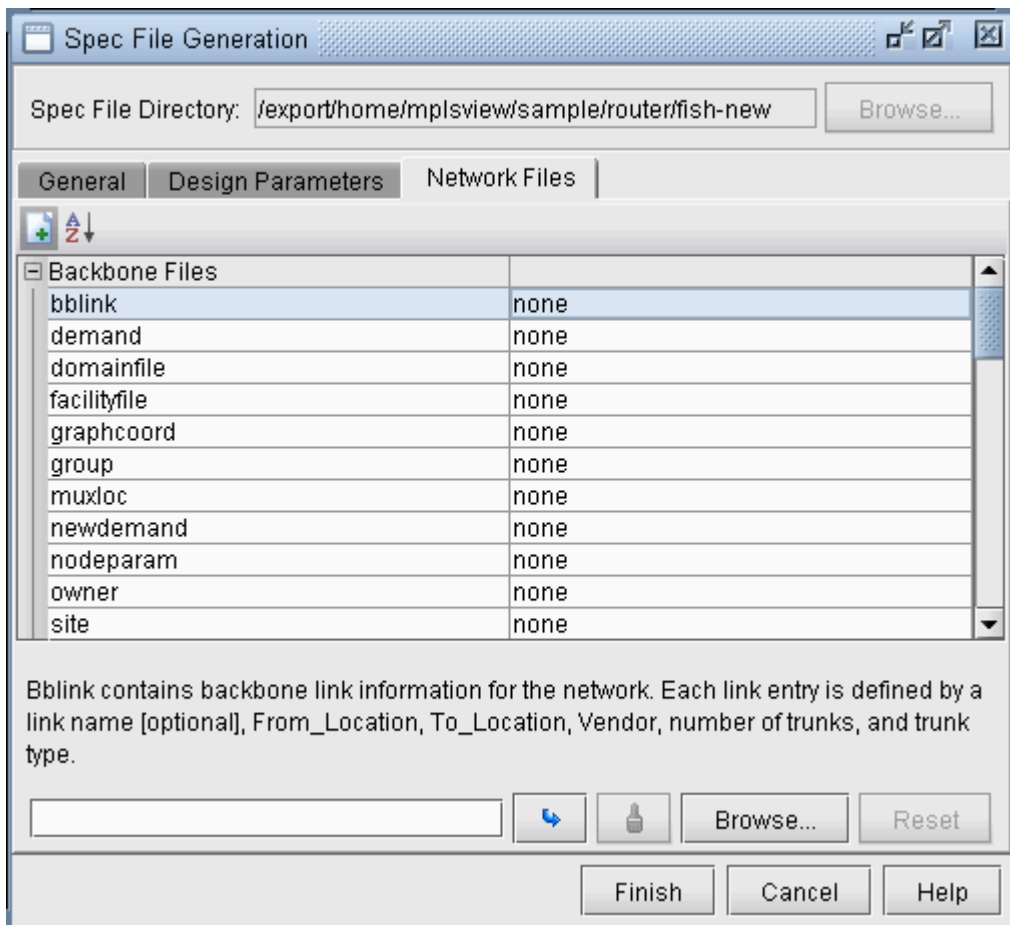 Spec File Generation
Spec File Directory: /export/home/mplsview/sample/router/fish-new Browse...
General Design Parameters Network Files
A Z
Backbone Files
bblink none
demand none
domainfile none
facilityfile none
graphcoord none
group none
muxloc none
newdemand none
nodeparam none
owner none
site none
Bblink contains backbone link information for the network. Each link entry is defined by a
link name [optional], From_Location, To_Location, Vendor, number of trunks, and trunk
type.
Browse... Reset
Finish Cancel Help